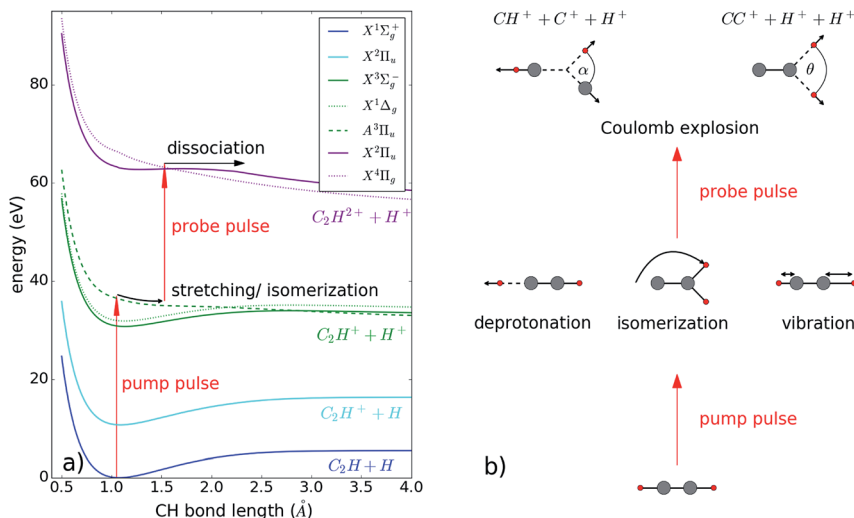 80
60
40
20
0
energy (eV)
0.5 1.0 1.5 2.0 2.5 3.0 3.5 4.0
CH bond length (Å)
a)
X¹Σg⁺
X²Πu
X³Σg⁻
X¹Δg
A³Πu
X²Πu
X⁴Πg
dissociation
C₂H²⁺ + H⁺
probe pulse
stretching/ isomerization
C₂H⁺ + H⁺
pump pulse
C₂H⁺ + H
C₂H + H
b)
CH⁺ + C⁺ + H⁺
CC⁺ + H⁺ + H⁺
α
θ
Coulomb explosion
probe pulse
deprotonation
isomerization
vibration
pump pulse